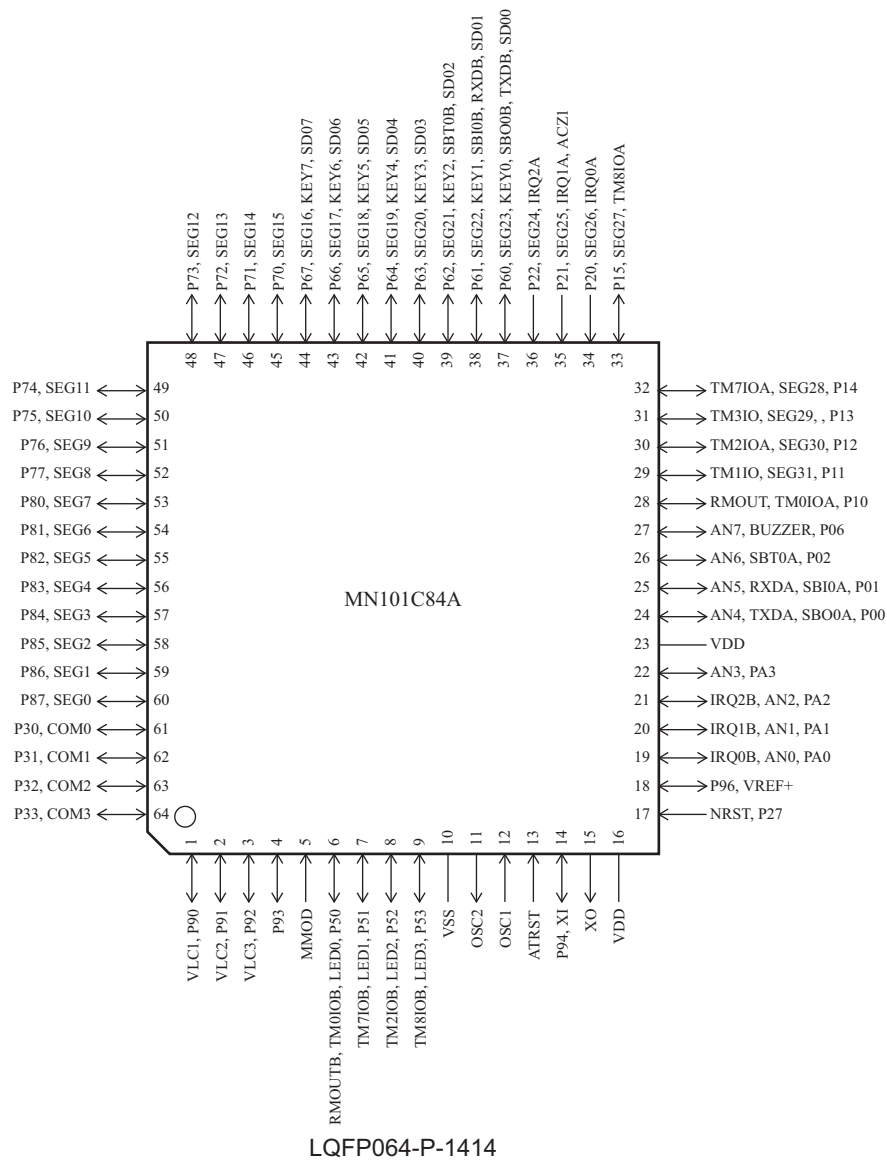 P73, SEG12
P72, SEG13
P71, SEG14
P70, SEG15
P67, SEG16, KEY7, SD07
P66, SEG17, KEY6, SD06
P65, SEG18, KEY5, SD05
P64, SEG19, KEY4, SD04
P63, SEG20, KEY3, SD03
P62, SEG21, KEY2, SBT0B, SD02
P61, SEG22, KEY1, SBI0B, RXDB, SD01
P60, SEG23, KEY0, SBO0B, TXDB, SD00
P22, SEG24, IRQ2A
P21, SEG25, IRQ1A, ACZ1
P20, SEG26, IRQ0A
P15, SEG27, TM8IOA
48
47
46
45
44
43
42
41
40
39
38
37
36
35
34
33
P74, SEG11 49
P75, SEG10 50
P76, SEG9 51
P77, SEG8 52
P80, SEG7 53
P81, SEG6 54
P82, SEG5 55
P83, SEG4 56
P84, SEG3 57
P85, SEG2 58
P86, SEG1 59
P87, SEG0 60
P30, COM0 61
P31, COM1 62
P32, COM2 63
P33, COM3 64
MN101C84A
32 TM7IOA, SEG28, P14
31 TM3IO, SEG29, , P13
30 TM2IOA, SEG30, P12
29 TM1IO, SEG31, P11
28 RMOUT, TM0IOA, P10
27 AN7, BUZZER, P06
26 AN6, SBT0A, P02
25 AN5, RXDA, SBI0A, P01
24 AN4, TXDA, SBO0A, P00
23 VDD
22 AN3, PA3
21 IRQ2B, AN2, PA2
20 IRQ1B, AN1, PA1
19 IRQ0B, AN0, PA0
18 P96, VREF+
17 NRST, P27
1
2
3
4
5
6
7
8
9
10
11
12
13
14
15
16
VLC1, P90
VLC2, P91
VLC3, P92
P93
MMOD
RMOUTB, TM0IOB, LED0, P50
TM7IOB, LED1, P51
TM2IOB, LED2, P52
TM8IOB, LED3, P53
VSS
OSC2
OSC1
ATRST
P94, XI
XO
VDD
LQFP064-P-1414